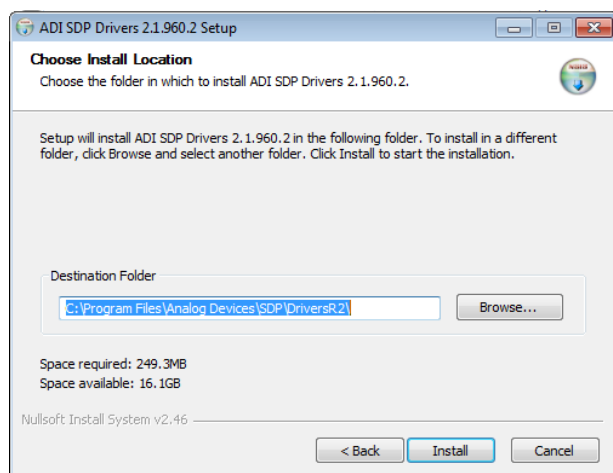 ADI SDP Drivers 2.1.960.2 Setup
Choose Install Location
Choose the folder in which to install ADI SDP Drivers 2.1.960.2.
Setup will install ADI SDP Drivers 2.1.960.2 in the following folder. To install in a different
folder, click Browse and select another folder. Click Install to start the installation.
Destination Folder
C:\Program Files\Analog Devices\SDP\DriversR2\
Browse...
Space required: 249.3MB
Space available: 16.1GB
Nullsoft Install System v2.46
< Back Install Cancel